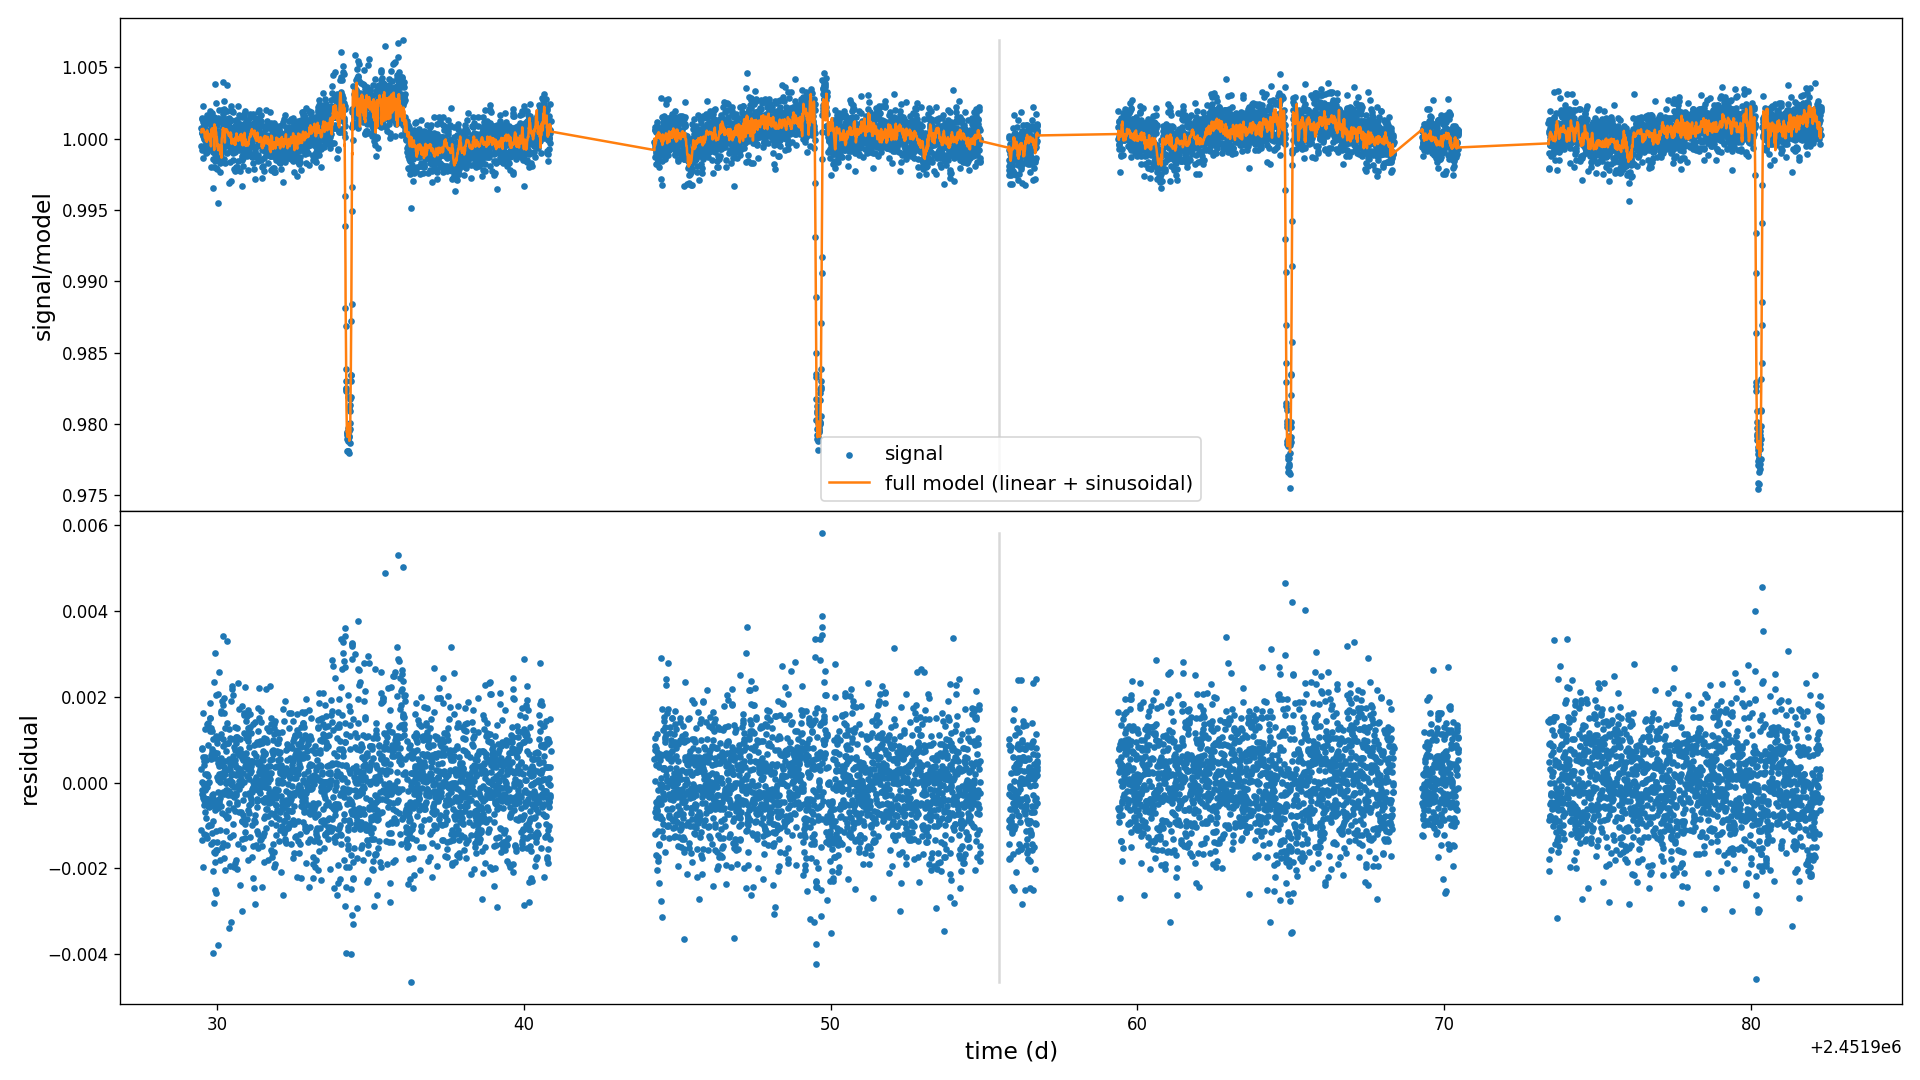 1.005
1.000
0.995
0.990
0.985
0.980
0.975
signal/model
signal
full model (linear + sinusoidal)
0.006
0.004
0.002
0.000
−0.002
−0.004
residual
30 40 50 60 70 80
time (d)
+2.4519e6